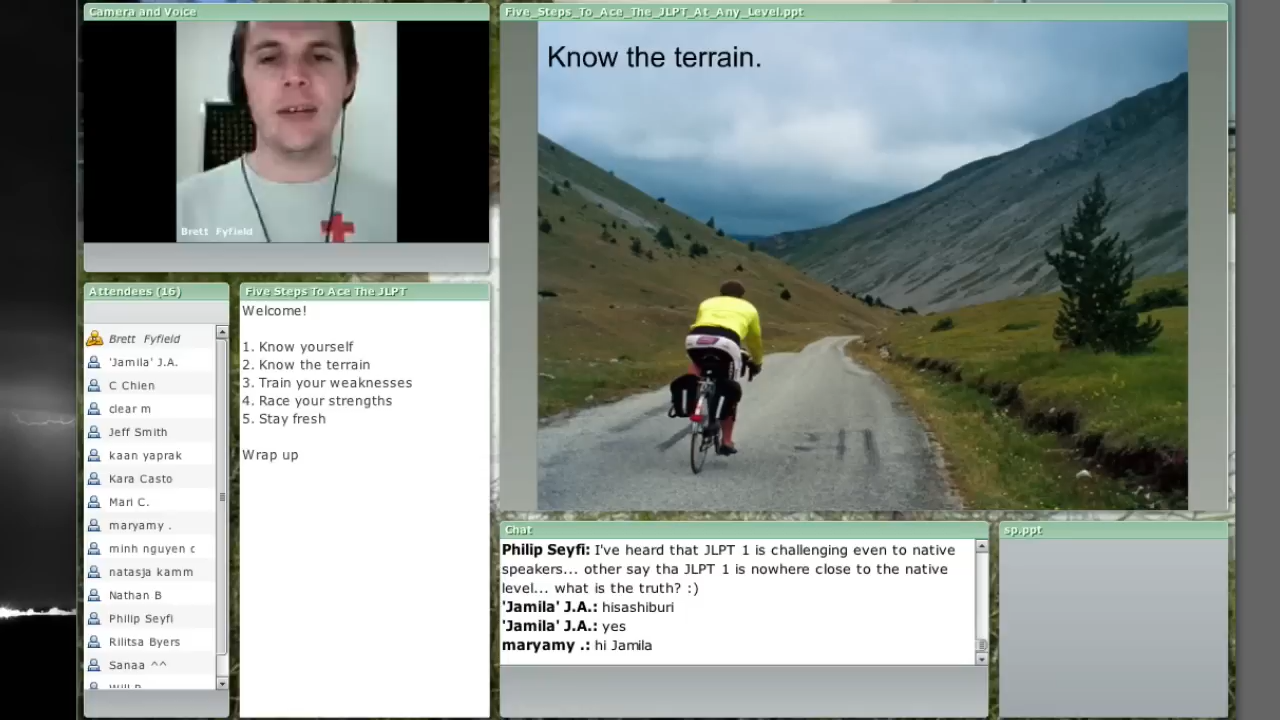 Camera and Voice
Brett Fyfield
Attendees (16)
Brett Fyfield
'Jamila' J.A.
C Chien
clear m
Jeff Smith
kaan yaprak
Kara Casto
Mari C.
maryamy .
minh nguyen c
natasja kamm
Nathan B
Philip Seyfi
Rilitsa Byers
Sanaa ^^
Five Steps To Ace The JLPT
Welcome!
1. Know yourself
2. Know the terrain
3. Train your weaknesses
4. Race your strengths
5. Stay fresh
Wrap up
Five_Steps_To_Ace_The_JLPT_At_Any_Level.ppt
Know the terrain.
Chat
Philip Seyfi: I've heard that JLPT 1 is challenging even to native
speakers... other say tha JLPT 1 is nowhere close to the native
level... what is the truth? :)
'Jamila' J.A.: hisashiburi
'Jamila' J.A.: yes
maryamy .: hi Jamila
sp.ppt